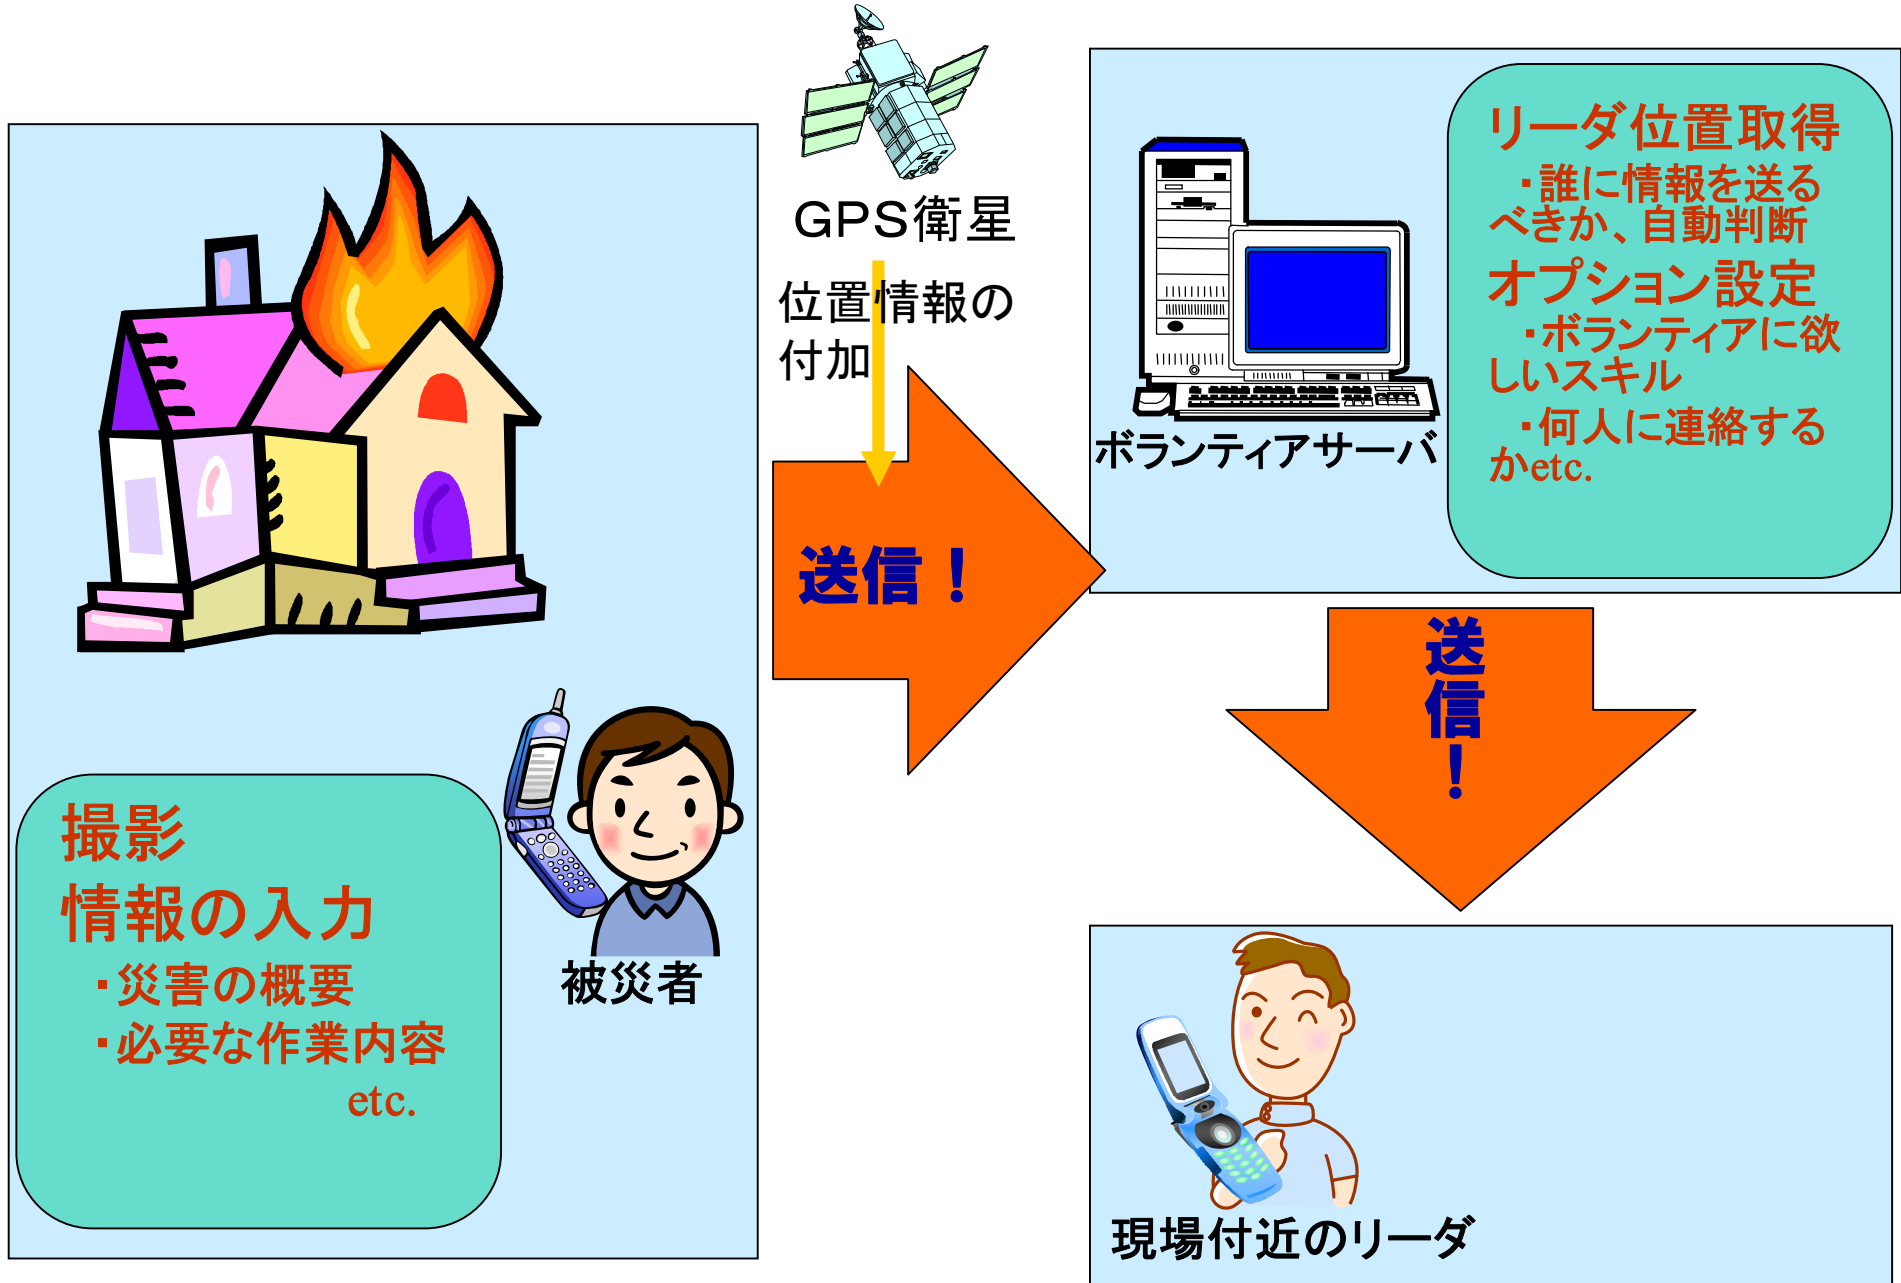 撮影
情報の入力
・災害の概要
・必要な作業内容
etc.
被災者
GPS衛星
位置情報の
付加
送信！
ボランティアサーバ
リーダ位置取得
・誰に情報を送る
べきか、自動判断
オプション設定
・ボランティアに欲
しいスキル
・何人に連絡する
かetc.
送信！
現場付近のリーダ